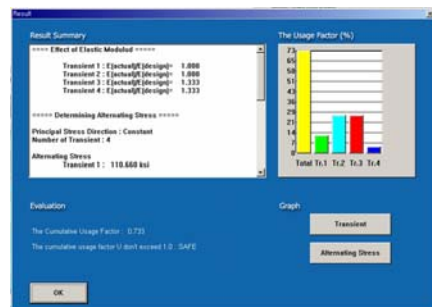 Result
Result Summary
==== Effect of Elastic Modulud =====
Transient 1 : E[actual]/E[design]= 1.000
Transient 2 : E[actual]/E[design]= 1.000
Transient 3 : E[actual]/E[design]= 1.333
Transient 4 : E[actual]/E[design]= 1.333
===== Determining Alternating Stress =====
Principal Stress Direction : Constant
Number of Transient : 4
Alternating Stress
Transient 1 : 110.660 ksi
The Usage Factor (%)
73
65
58
51
43
36
29
21
14
7
0
Total Tr.1 Tr.2 Tr.3 Tr.4
Evaluation
The Cumulative Usage Factor : 0.733
The cumulative usage factor U don't exceed 1.0 : SAFE
Graph
Transient
Alternating Stress
OK